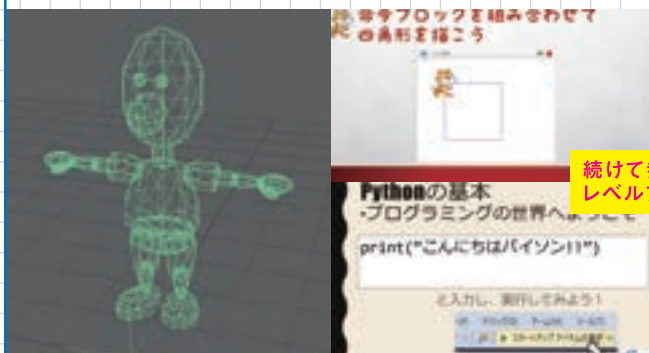 命令ブロックを組み合わせて
四角形を描こう
続けて
レベル
Pythonの基本
・プログラミングの世界へようこそ
print("こんにちはパイソン!!")
と入力し、実行してみよう!